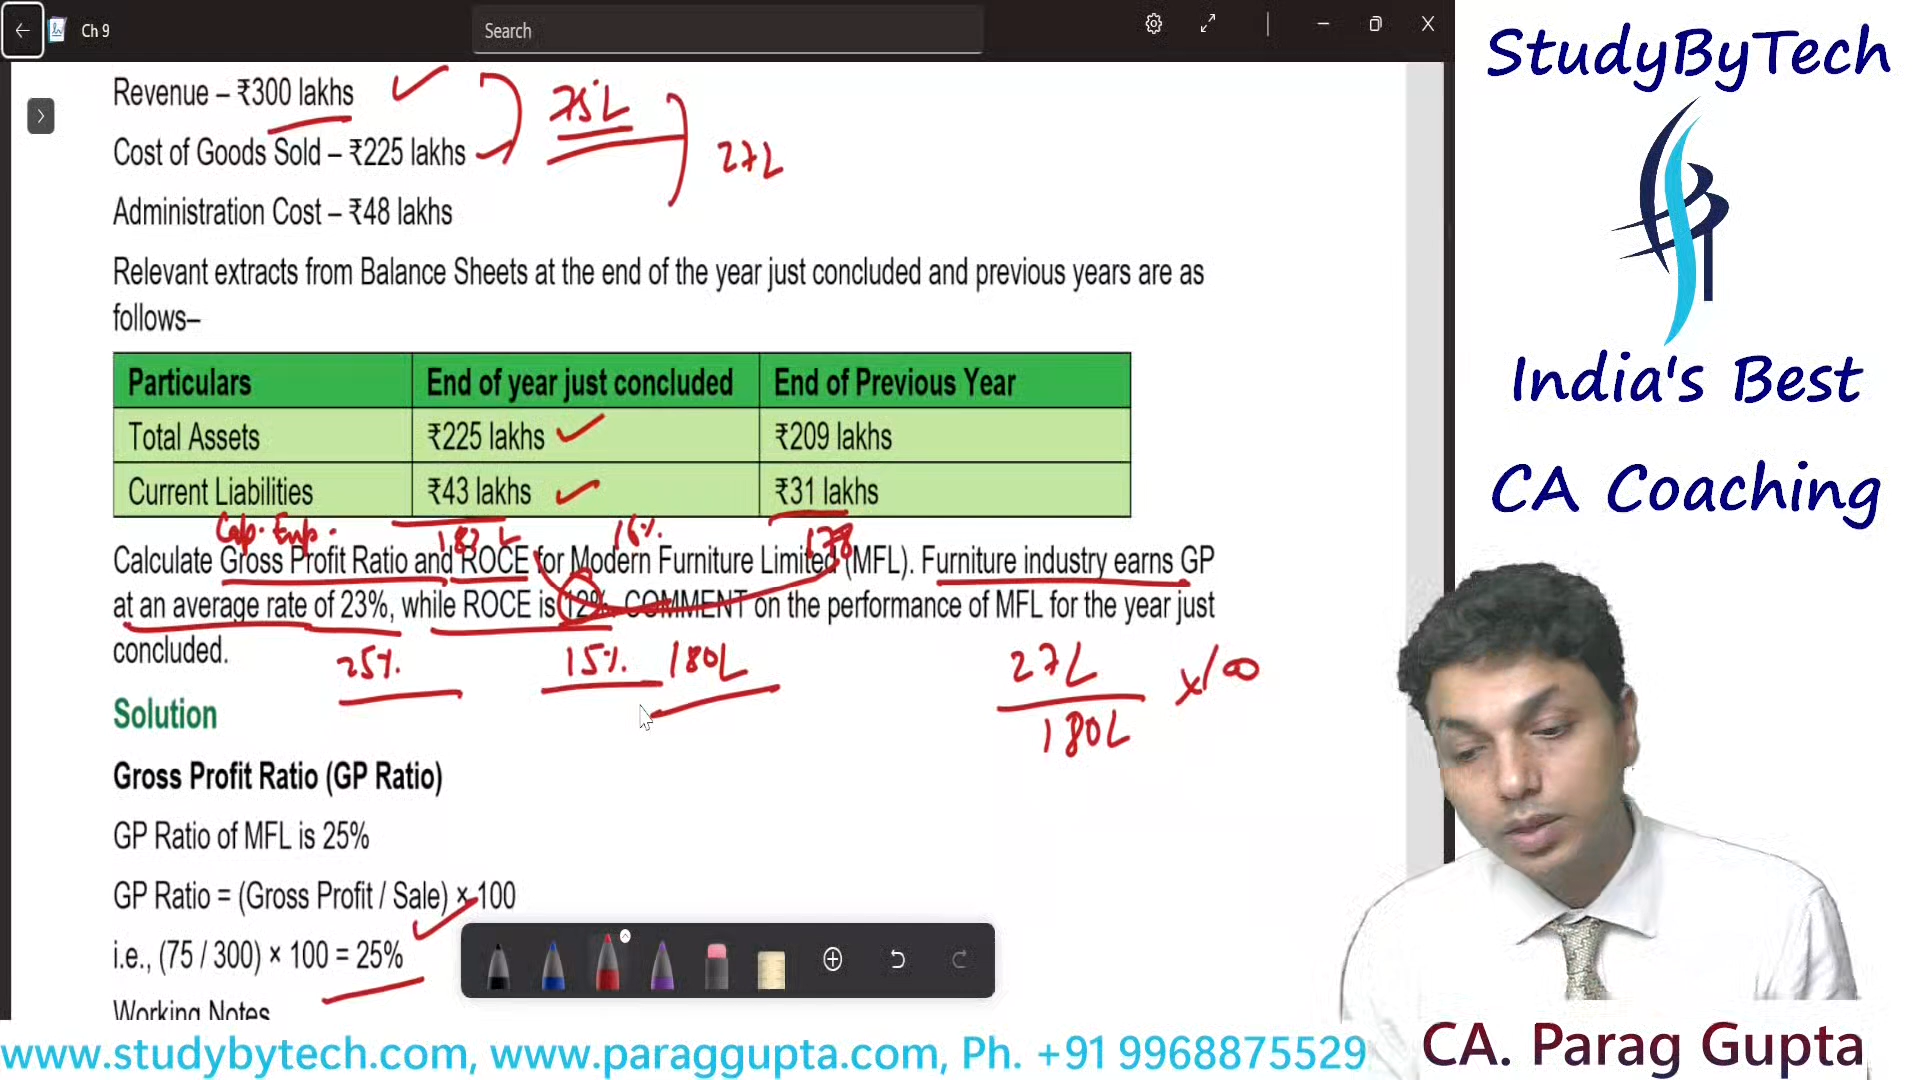 Ch 9
Search
StudyByTech
India's Best
CA Coaching
Revenue – ₹300 lakhs
75L
Cost of Goods Sold – ₹225 lakhs
27L
Administration Cost – ₹48 lakhs
Relevant extracts from Balance Sheets at the end of the year just concluded and previous years are as
follows–
Particulars End of year just concluded End of Previous Year
Total Assets ₹225 lakhs ₹209 lakhs
Current Liabilities ₹43 lakhs ₹31 lakhs
Cap. Emp. 182 L 16% 178
Calculate Gross Profit Ratio and ROCE for Modern Furniture Limited (MFL). Furniture industry earns GP
at an average rate of 23%, while ROCE is 12%. COMMENT on the performance of MFL for the year just
concluded.
25% 15% 180L
27L
180L
x100
Solution
Gross Profit Ratio (GP Ratio)
GP Ratio of MFL is 25%
GP Ratio = (Gross Profit / Sale) × 100
i.e., (75 / 300) × 100 = 25%
Working Notes
www.studybytech.com, www.paraggupta.com, Ph. +91 9968875529
CA. Parag Gupta